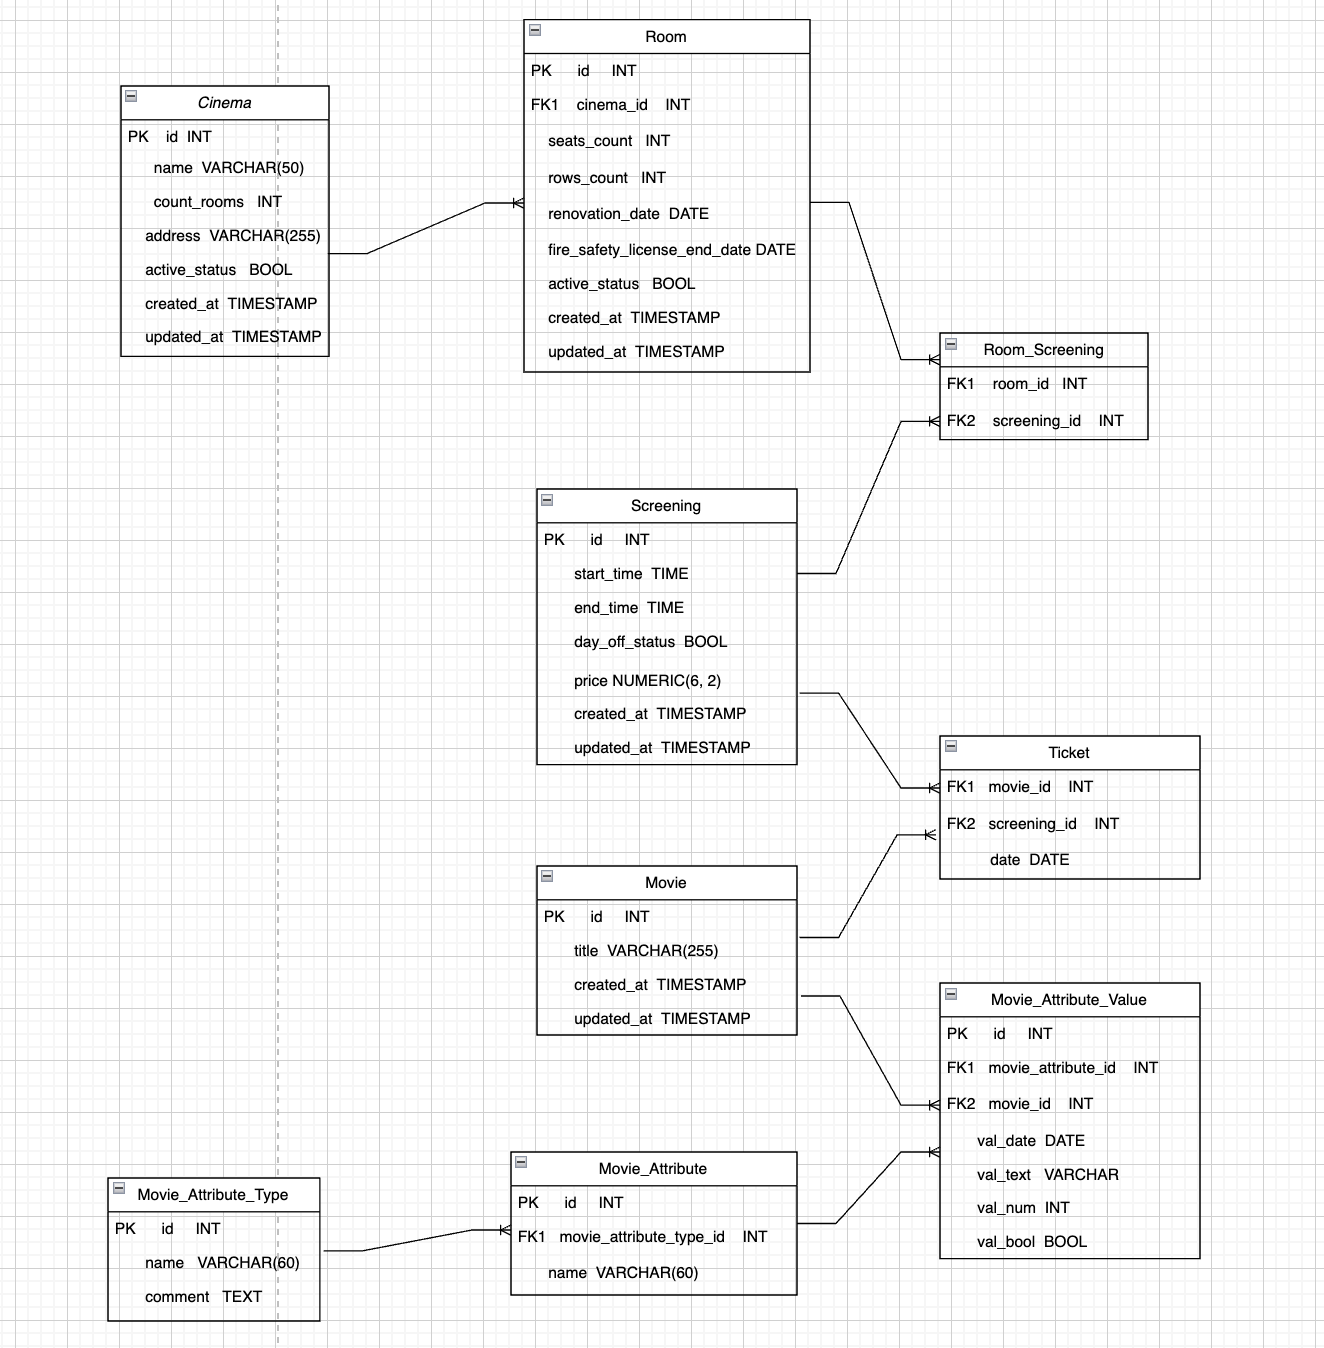 Cinema
PK id INT
name VARCHAR(50)
count_rooms INT
address VARCHAR(255)
active_status BOOL
created_at TIMESTAMP
updated_at TIMESTAMP
Room
PK id INT
FK1 cinema_id INT
seats_count INT
rows_count INT
renovation_date DATE
fire_safety_license_end_date DATE
active_status BOOL
created_at TIMESTAMP
updated_at TIMESTAMP
Room_Screening
FK1 room_id INT
FK2 screening_id INT
Screening
PK id INT
start_time TIME
end_time TIME
day_off_status BOOL
price NUMERIC(6, 2)
created_at TIMESTAMP
updated_at TIMESTAMP
Ticket
FK1 movie_id INT
FK2 screening_id INT
date DATE
Movie
PK id INT
title VARCHAR(255)
created_at TIMESTAMP
updated_at TIMESTAMP
Movie_Attribute_Value
PK id INT
FK1 movie_attribute_id INT
FK2 movie_id INT
val_date DATE
val_text VARCHAR
val_num INT
val_bool BOOL
Movie_Attribute
PK id INT
FK1 movie_attribute_type_id INT
name VARCHAR(60)
Movie_Attribute_Type
PK id INT
name VARCHAR(60)
comment TEXT